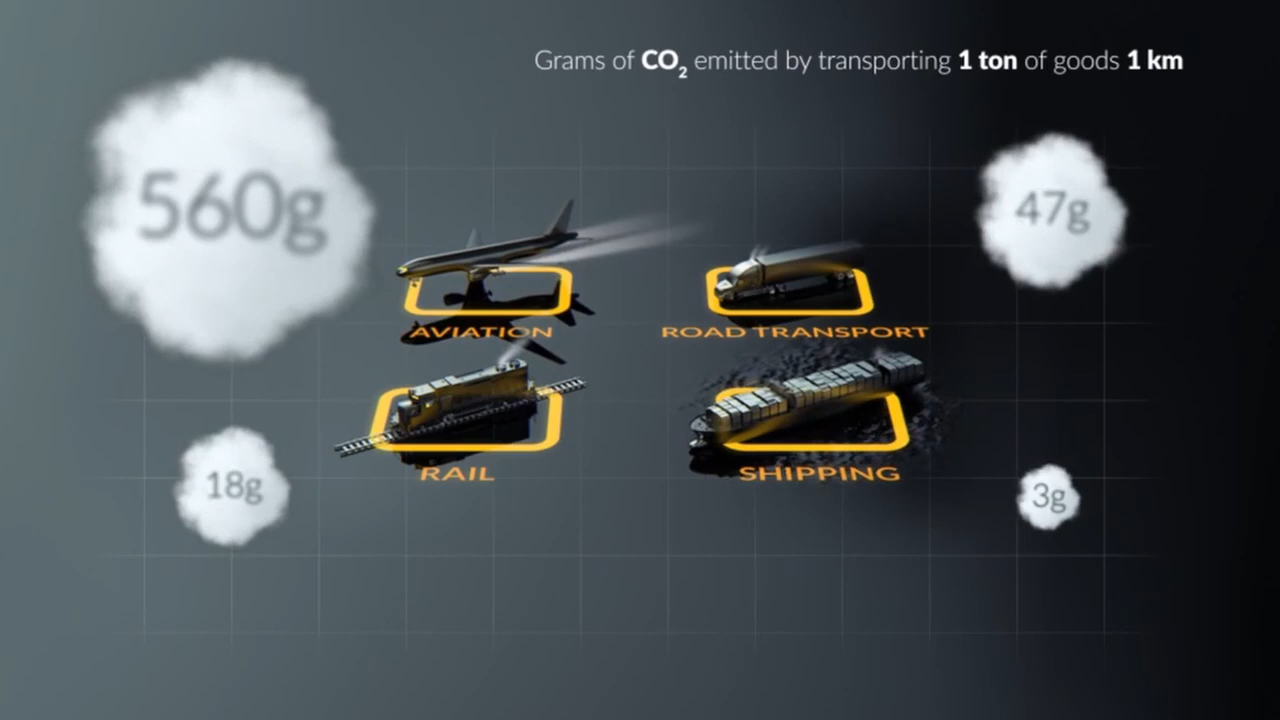 Grams of CO₂ emitted by transporting 1 ton of goods 1 km
560g
47g
AVIATION
ROAD TRANSPORT
18g
RAIL
SHIPPING
3g